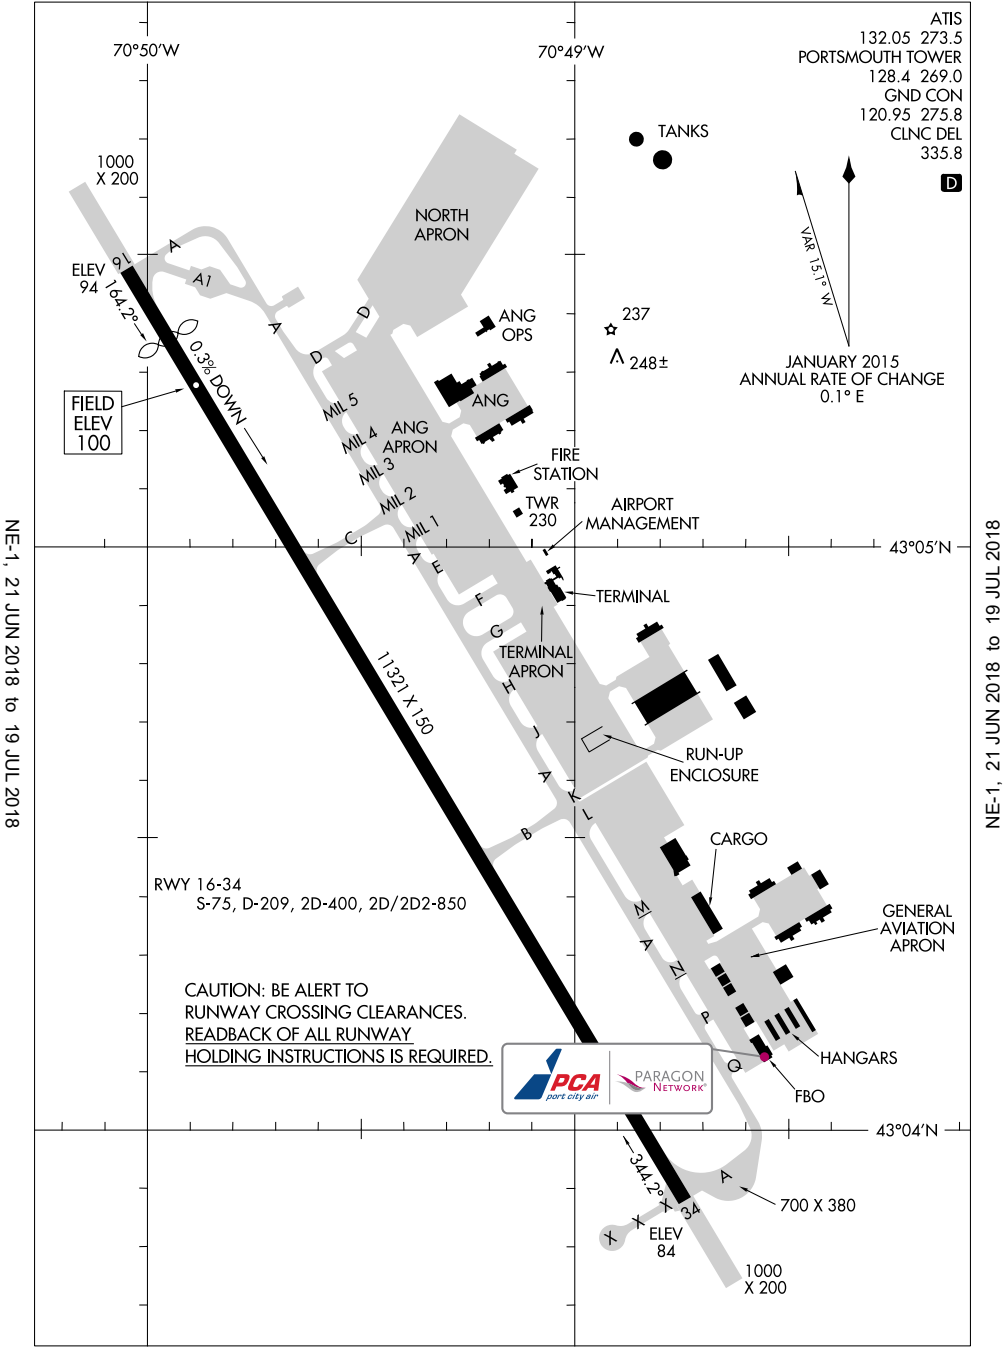 ATIS
132.05 273.5
PORTSMOUTH TOWER
128.4 269.0
GND CON
120.95 275.8
CLNC DEL
335.8
D
70°50'W
70°49'W
TANKS
1000
X 200
NORTH
APRON
VAR 15.1° W
JANUARY 2015
ANNUAL RATE OF CHANGE
0.1° E
A
A1
16
ELEV
94
164.2°
A
D
D
ANG
OPS
237
248±
0.3% DOWN
FIELD
ELEV
100
MIL 5
MIL 4
MIL 3
MIL 2
MIL 1
ANG
APRON
ANG
FIRE
STATION
TWR
230
AIRPORT
MANAGEMENT
43°05'N
C
A
E
F
G
H
J
A
K
L
B
TERMINAL
TERMINAL
APRON
11321 X 150
RUN-UP
ENCLOSURE
CARGO
RWY 16-34
S-75, D-209, 2D-400, 2D/2D2-850
GENERAL
AVIATION
APRON
M
A
N
P
Q
CAUTION: BE ALERT TO
RUNWAY CROSSING CLEARANCES.
READBACK OF ALL RUNWAY
HOLDING INSTRUCTIONS IS REQUIRED.
PCA
port city air
PARAGON
NETWORK®
HANGARS
FBO
43°04'N
344.2°
A
700 X 380
34
X
X
X
ELEV
84
1000
X 200
NE-1, 21 JUN 2018 to 19 JUL 2018
NE-1, 21 JUN 2018 to 19 JUL 2018